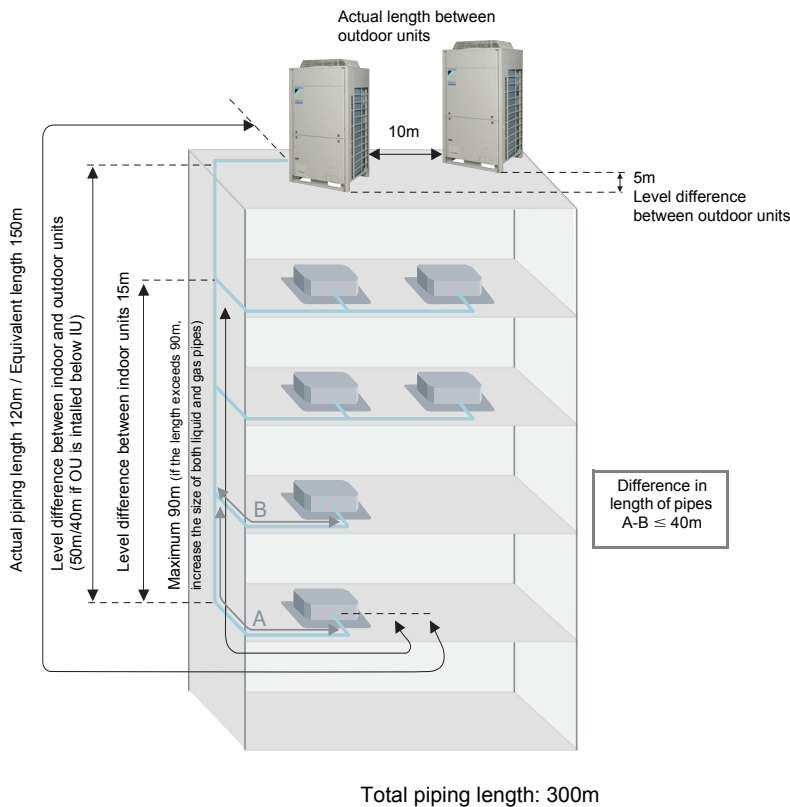 Actual length between
outdoor units
10m
5m
Level difference
between outdoor units
Actual piping length 120m / Equivalent length 150m
Level difference between indoor and outdoor units
(50m/40m if OU is intalled below IU)
Level difference between indoor units 15m
Maximum 90m (if the length exceeds 90m,
increase the size of both liquid and gas pipes)
B
A
Difference in
length of pipes
A-B ≤ 40m
Total piping length: 300m